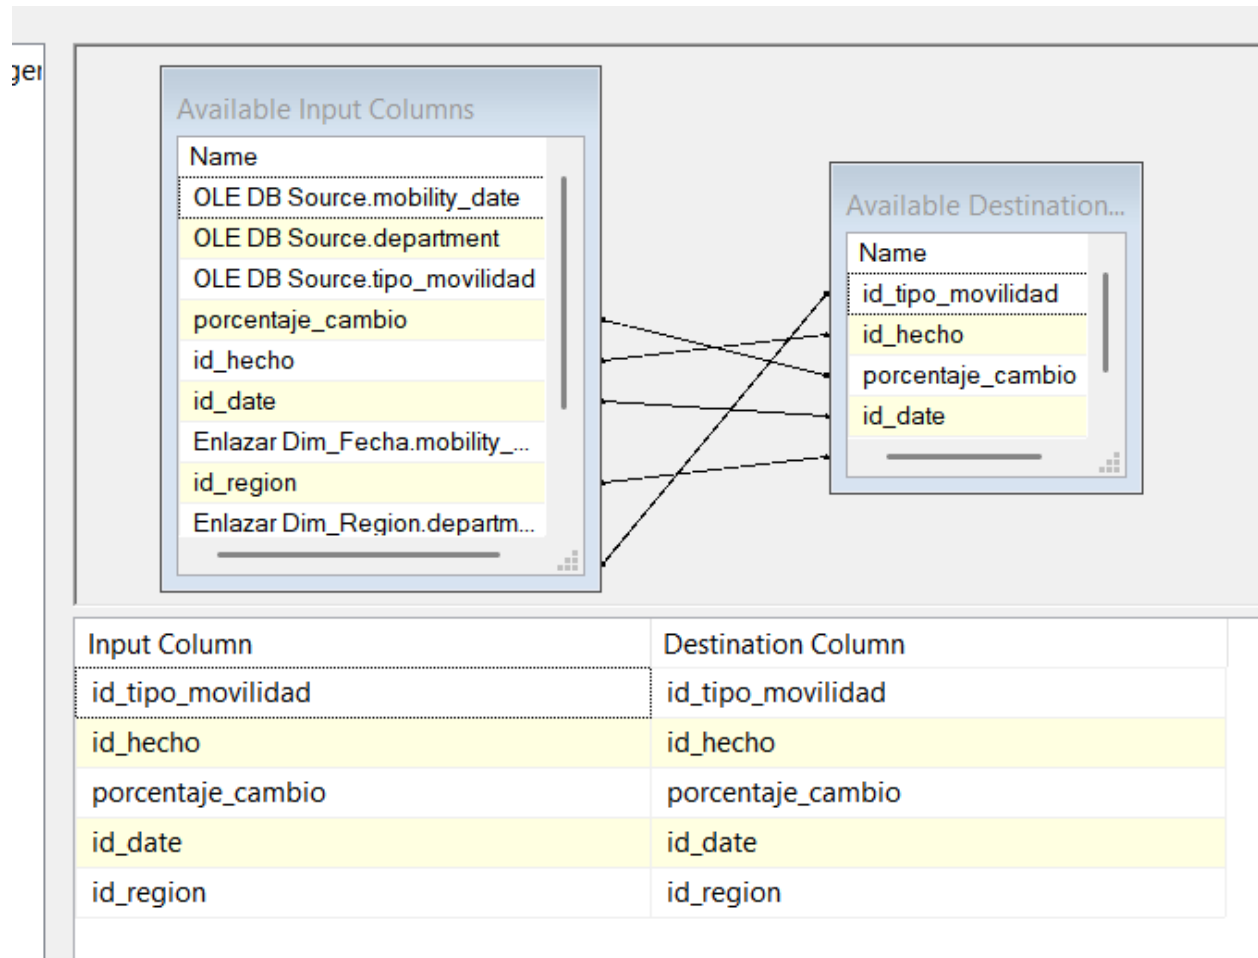 ger
Available Input Columns
Name
OLE DB Source.mobility_date
OLE DB Source.department
OLE DB Source.tipo_movilidad
porcentaje_cambio
id_hecho
id_date
Enlazar Dim_Fecha.mobility_...
id_region
Enlazar Dim_Region.departm...
Available Destination...
Name
id_tipo_movilidad
id_hecho
porcentaje_cambio
id_date
Input Column Destination Column
id_tipo_movilidad id_tipo_movilidad
id_hecho id_hecho
porcentaje_cambio porcentaje_cambio
id_date id_date
id_region id_region